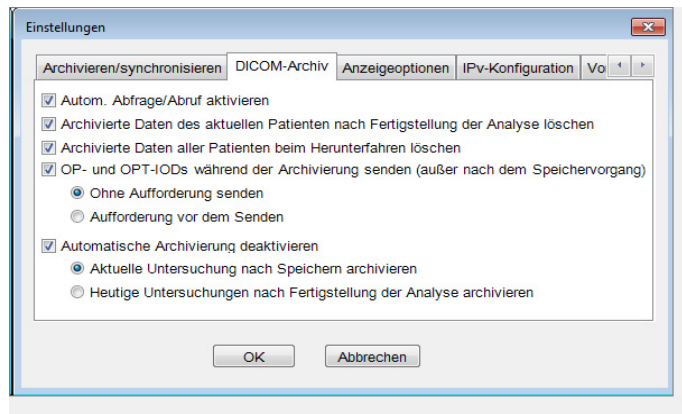 Einstellungen
Archivieren/synchronisieren DICOM-Archiv Anzeigeoptionen IPv-Konfiguration Vo
Autom. Abfrage/Abruf aktivieren
Archivierte Daten des aktuellen Patienten nach Fertigstellung der Analyse löschen
Archivierte Daten aller Patienten beim Herunterfahren löschen
OP- und OPT-IODs während der Archivierung senden (außer nach dem Speichervorgang)
Ohne Aufforderung senden
Aufforderung vor dem Senden
Automatische Archivierung deaktivieren
Aktuelle Untersuchung nach Speichern archivieren
Heutige Untersuchungen nach Fertigstellung der Analyse archivieren
OK Abbrechen